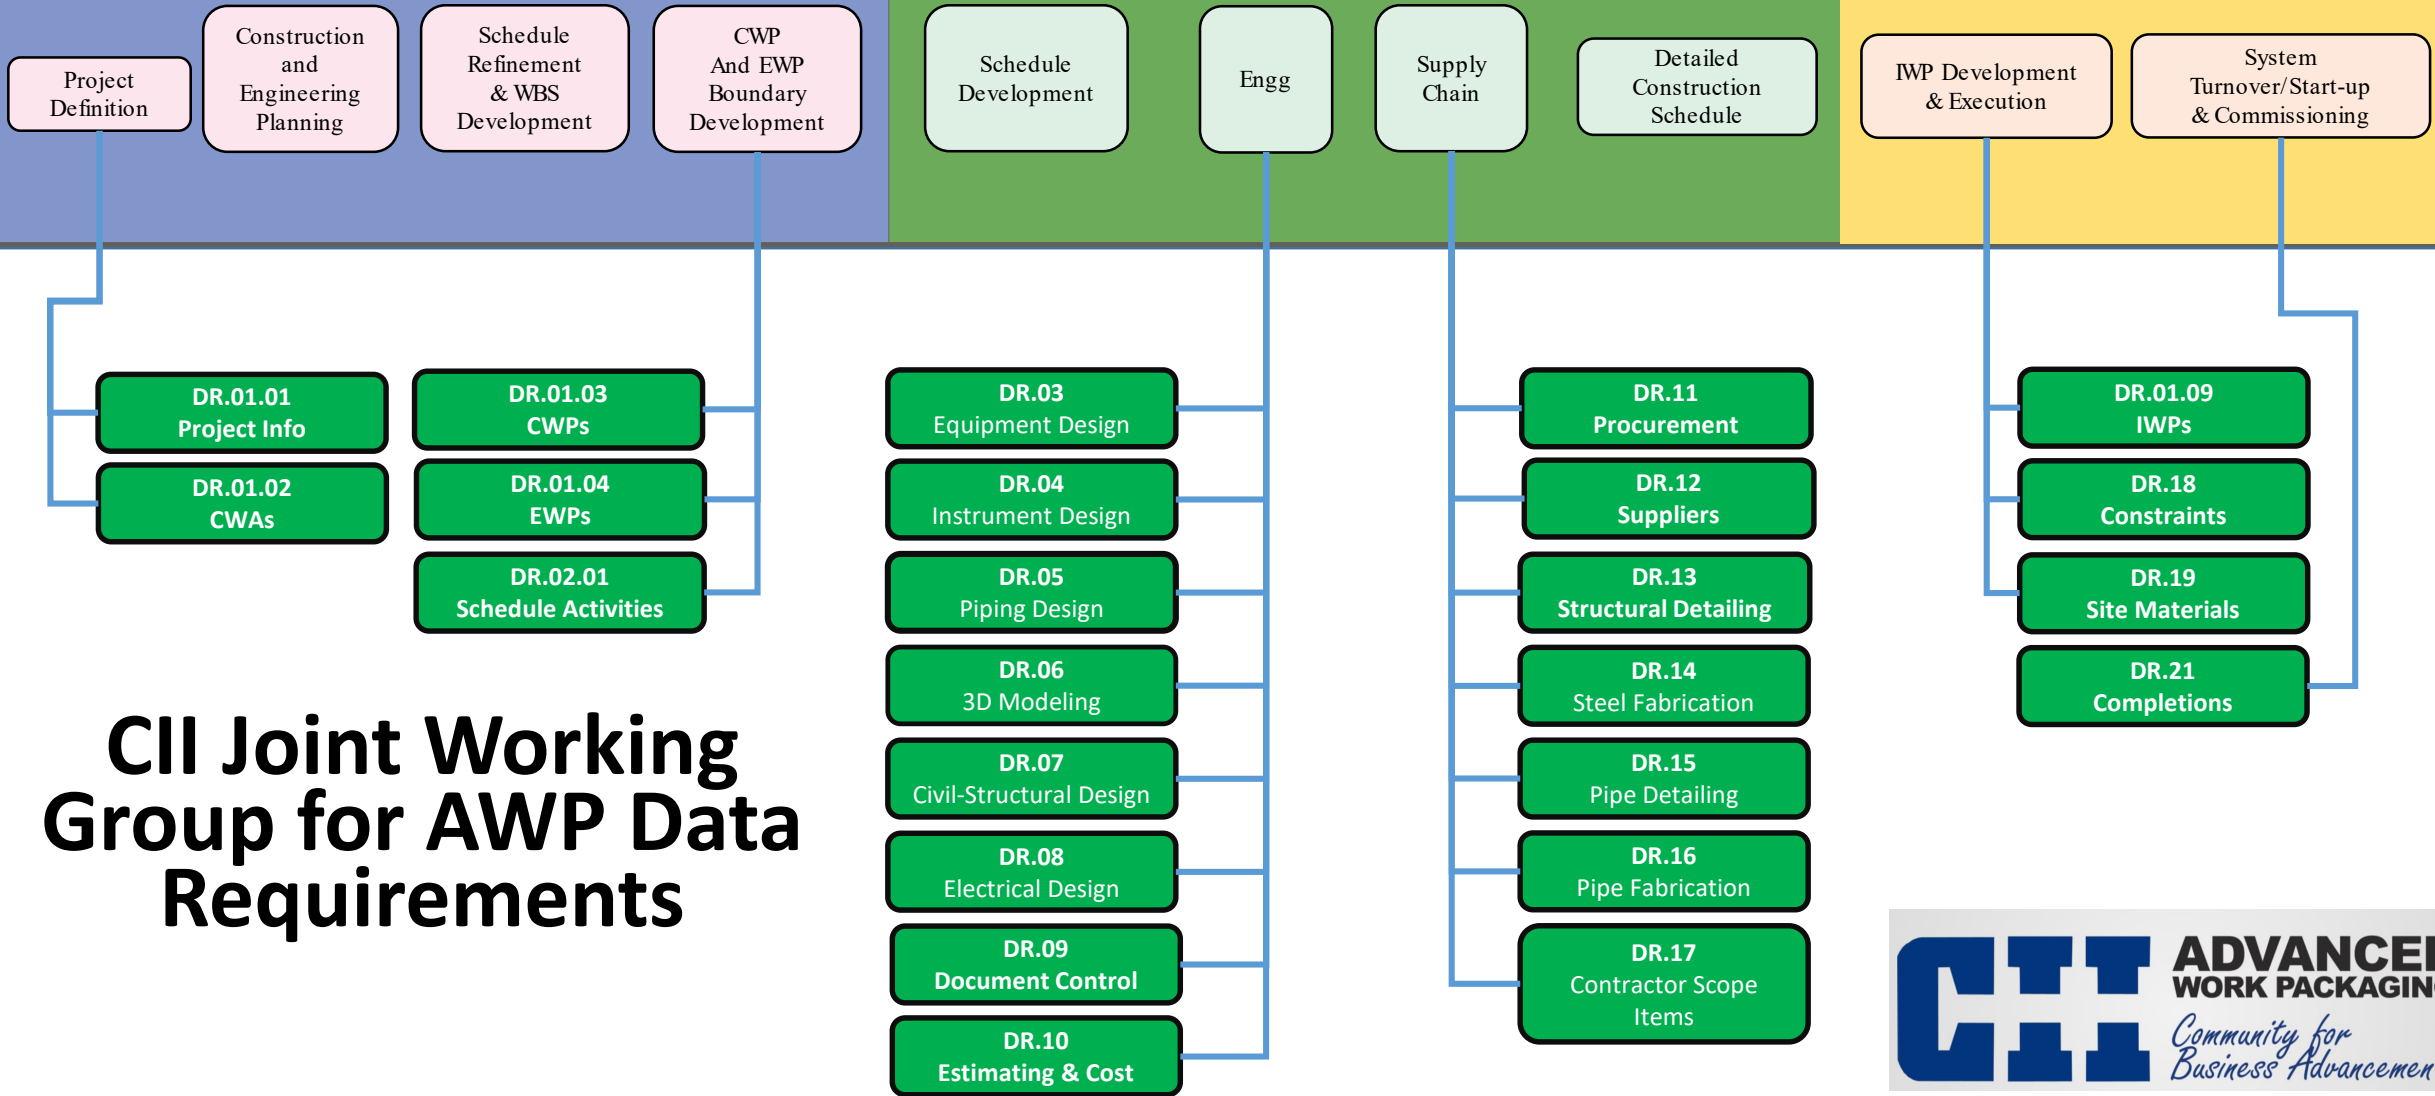 Project
Definition
Construction
and
Engineering
Planning
Schedule
Refinement
& WBS
Development
CWP
And EWP
Boundary
Development
Schedule
Development
Engg
Supply
Chain
Detailed
Construction
Schedule
IWP Development
& Execution
System
Turnover/Start-up
& Commissioning
DR.01.01
Project Info
DR.01.02
CWAs
DR.01.03
CWPs
DR.01.04
EWPs
DR.02.01
Schedule Activities
DR.03
Equipment Design
DR.04
Instrument Design
DR.05
Piping Design
DR.06
3D Modeling
DR.07
Civil-Structural Design
DR.08
Electrical Design
DR.09
Document Control
DR.10
Estimating & Cost
DR.11
Procurement
DR.12
Suppliers
DR.13
Structural Detailing
DR.14
Steel Fabrication
DR.15
Pipe Detailing
DR.16
Pipe Fabrication
DR.17
Contractor Scope
Items
DR.01.09
IWPs
DR.18
Constraints
DR.19
Site Materials
DR.21
Completions
CII Joint Working
Group for AWP Data
Requirements
CII
ADVANCE
WORK PACKAGIN
Community for
Business Advancemen